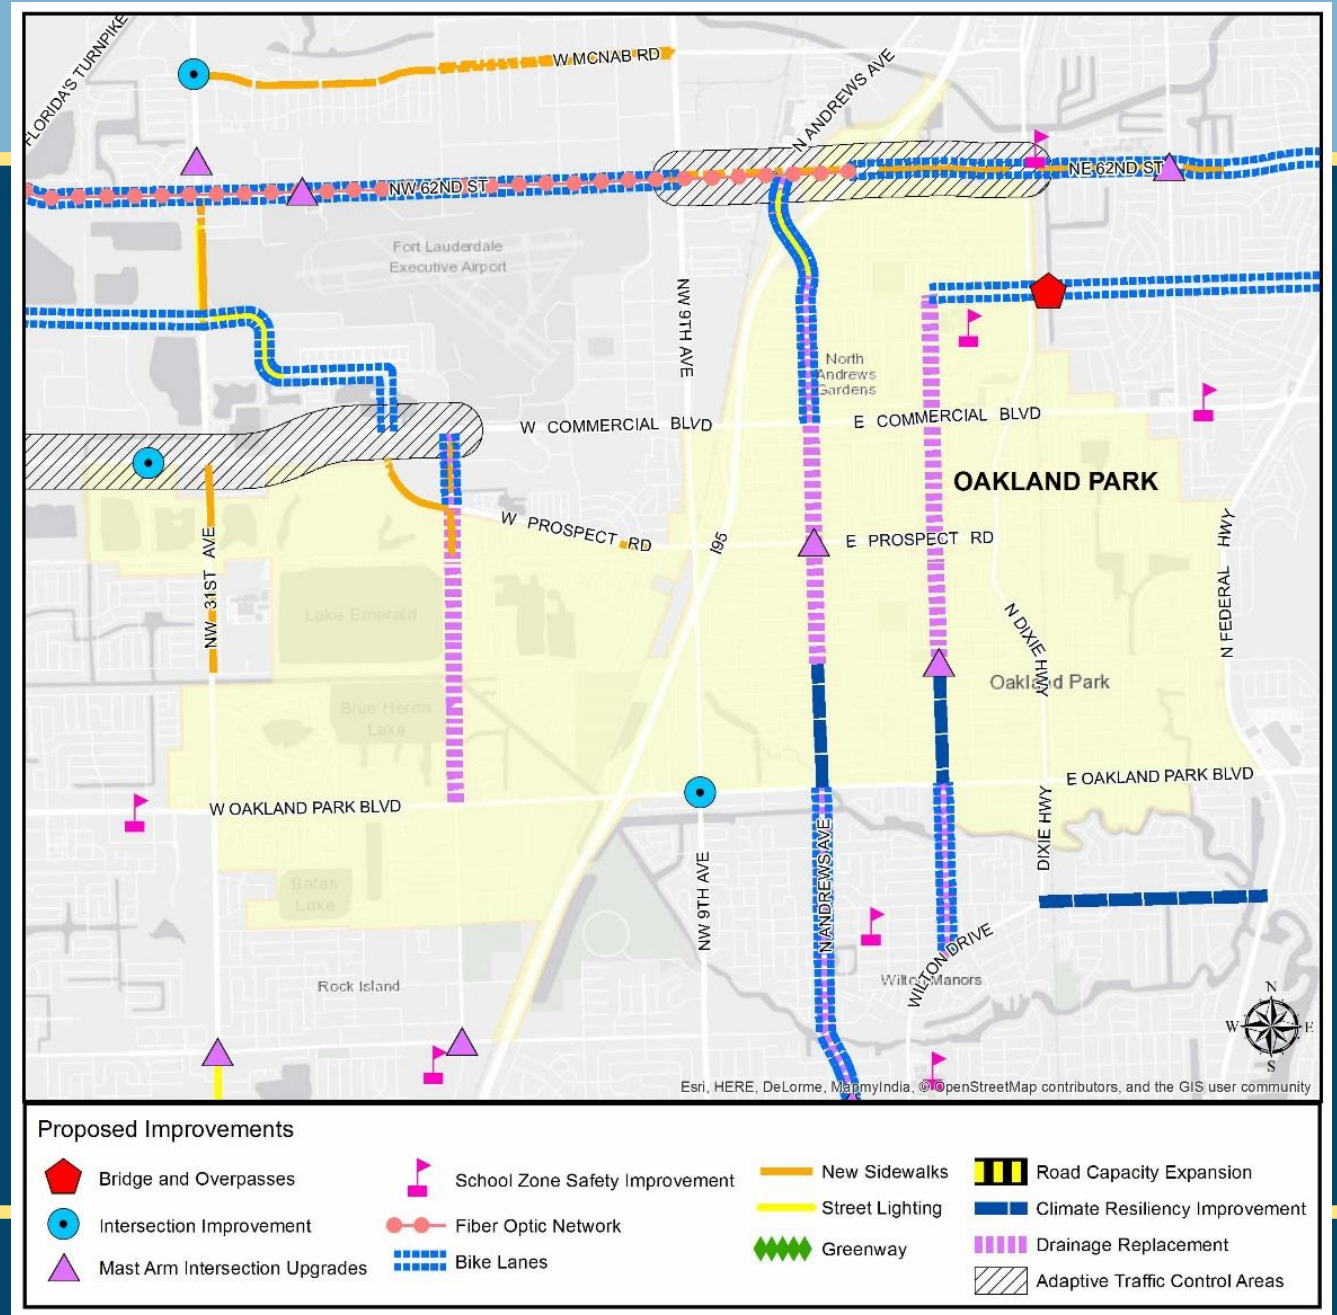 FLORIDA'S TURNPIKE
W MCNAB RD
N ANDREWS AVE
NW 62ND ST
NE 62ND ST
Fort Lauderdale
Executive Airport
NW 9TH AVE
North
Andrews
Gardens
W COMMERCIAL BLVD
E COMMERCIAL BLVD
OAKLAND PARK
W PROSPECT RD
I95
E PROSPECT RD
NW 31ST AVE
N FEDERAL HWY
Lake Emerald
N DIXIE HWY
Oakland Park
Blue Heron
Lake
W OAKLAND PARK BLVD
E OAKLAND PARK BLVD
DIXIE HWY
NW 9TH AVE
N ANDREWS AVE
Bates
Lake
WILTON DRIVE
Wilton Manors
Rock Island
N
W E
S
Esri, HERE, DeLorme, MapmyIndia, © OpenStreetMap contributors, and the GIS user community
Proposed Improvements
Bridge and Overpasses
Intersection Improvement
Mast Arm Intersection Upgrades
School Zone Safety Improvement
Fiber Optic Network
Bike Lanes
New Sidewalks
Street Lighting
Greenway
Road Capacity Expansion
Climate Resiliency Improvement
Drainage Replacement
Adaptive Traffic Control Areas